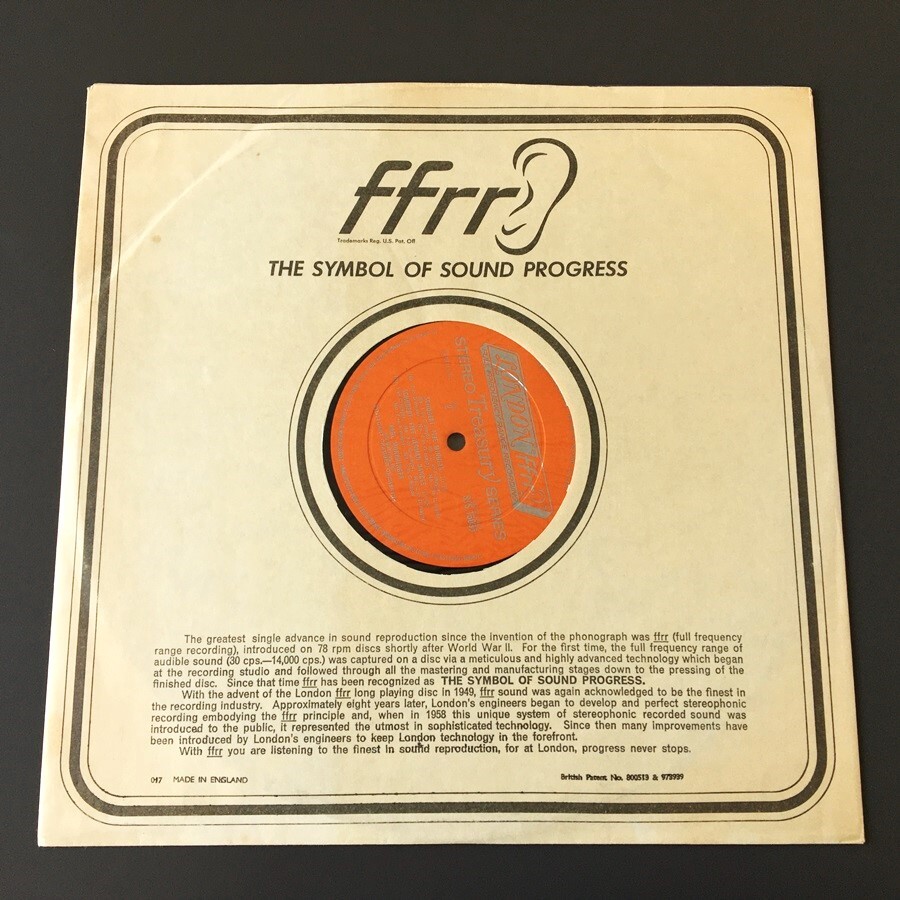 ffrr
Trademarks Reg. U.S. Pat. Off.
THE SYMBOL OF SOUND PROGRESS
LONDON ffrr
STEREO Treasury SERIES
The greatest single advance in sound reproduction since the invention of the phonograph was ffrr (full frequency
range recording), introduced on 78 rpm discs shortly after World War II. For the first time, the full frequency range of
audible sound (30 cps.—14,000 cps.) was captured on a disc via a meticulous and highly advanced technology which began
at the recording studio and followed through all the mastering and manufacturing stages down to the pressing of the
finished disc. Since that time ffrr has been recognized as THE SYMBOL OF SOUND PROGRESS.
With the advent of the London ffrr long playing disc in 1949, ffrr sound was again acknowledged to be the finest in
the recording industry. Approximately eight years later, London's engineers began to develop and perfect stereophonic
recording embodying the ffrr principle and, when in 1958 this unique system of stereophonic recorded sound was
introduced to the public, it represented the utmost in sophisticated technology. Since then many improvements have
been introduced by London's engineers to keep London technology in the forefront.
With ffrr you are listening to the finest in sound reproduction, for at London, progress never stops.
MADE IN ENGLAND
British Patent No. 800513 & 973939